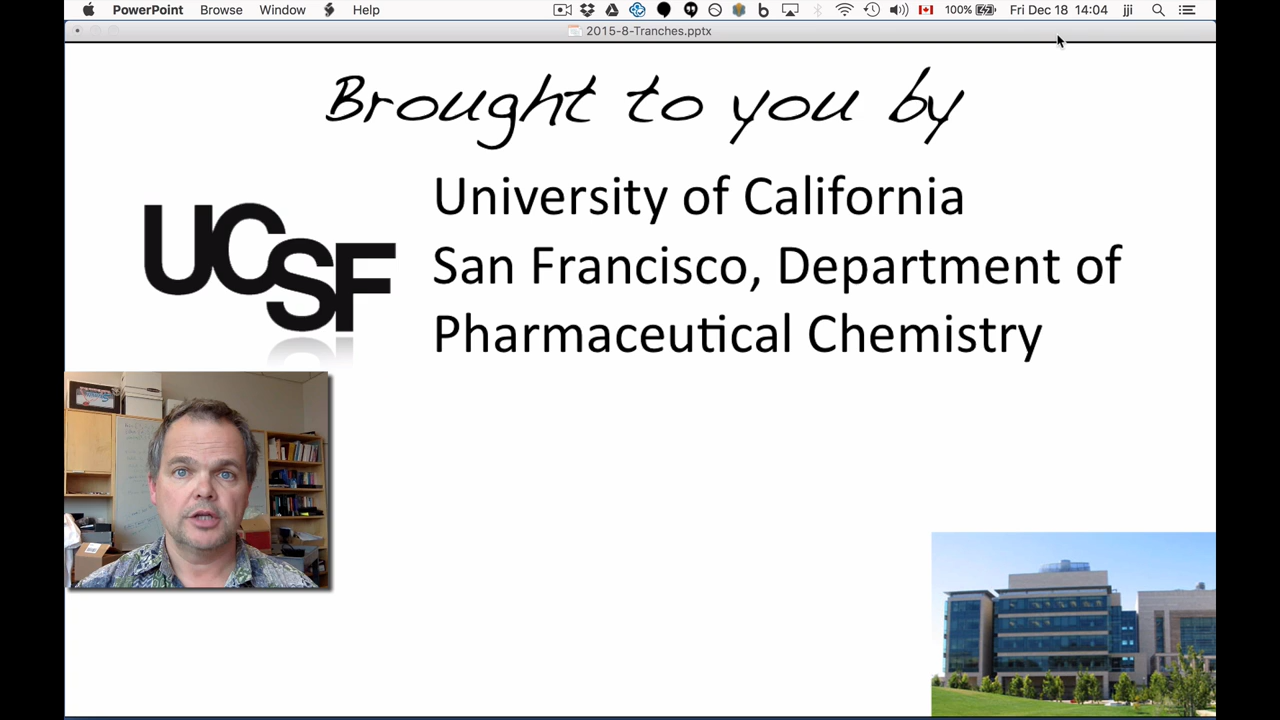 PowerPoint Browse Window Help 100% Fri Dec 18 14:04 jji
2015-8-Tranches.pptx
Brought to you by
UCSF
University of California
San Francisco, Department of
Pharmaceutical Chemistry